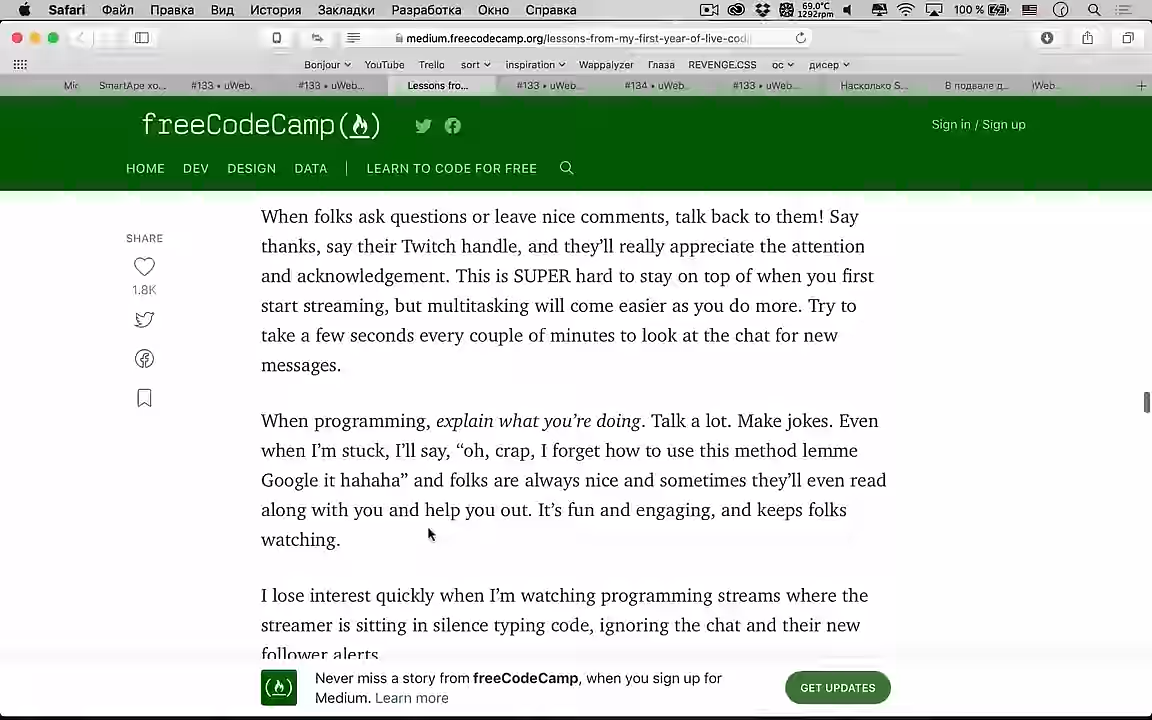 Safari Файл Правка Вид История Закладки Разработка Окно Справка 69,0°C 1292rpm 100 %
medium.freecodecamp.org/lessons-from-my-first-year-of-live-cod
Bonjour YouTube Trello sort inspiration Wappalyzer Глаза REVENGE.CSS ос дисер
Mic SmartApe хо... #133 • uWeb. #133 • uWeb... Lessons fro... #133 • uWeb... #134 • uWeb... #133 • uWeb... Насколько S... В подвале д... Web...
freeCodeCamp
Sign in / Sign up
HOME DEV DESIGN DATA | LEARN TO CODE FOR FREE
SHARE
1.8K
When folks ask questions or leave nice comments, talk back to them! Say
thanks, say their Twitch handle, and they’ll really appreciate the attention
and acknowledgement. This is SUPER hard to stay on top of when you first
start streaming, but multitasking will come easier as you do more. Try to
take a few seconds every couple of minutes to look at the chat for new
messages.
When programming, explain what you’re doing. Talk a lot. Make jokes. Even
when I’m stuck, I’ll say, “oh, crap, I forget how to use this method lemme
Google it hahaha” and folks are always nice and sometimes they’ll even read
along with you and help you out. It’s fun and engaging, and keeps folks
watching.
I lose interest quickly when I’m watching programming streams where the
streamer is sitting in silence typing code, ignoring the chat and their new
follower alerts.
Never miss a story from freeCodeCamp, when you sign up for
Medium. Learn more
GET UPDATES